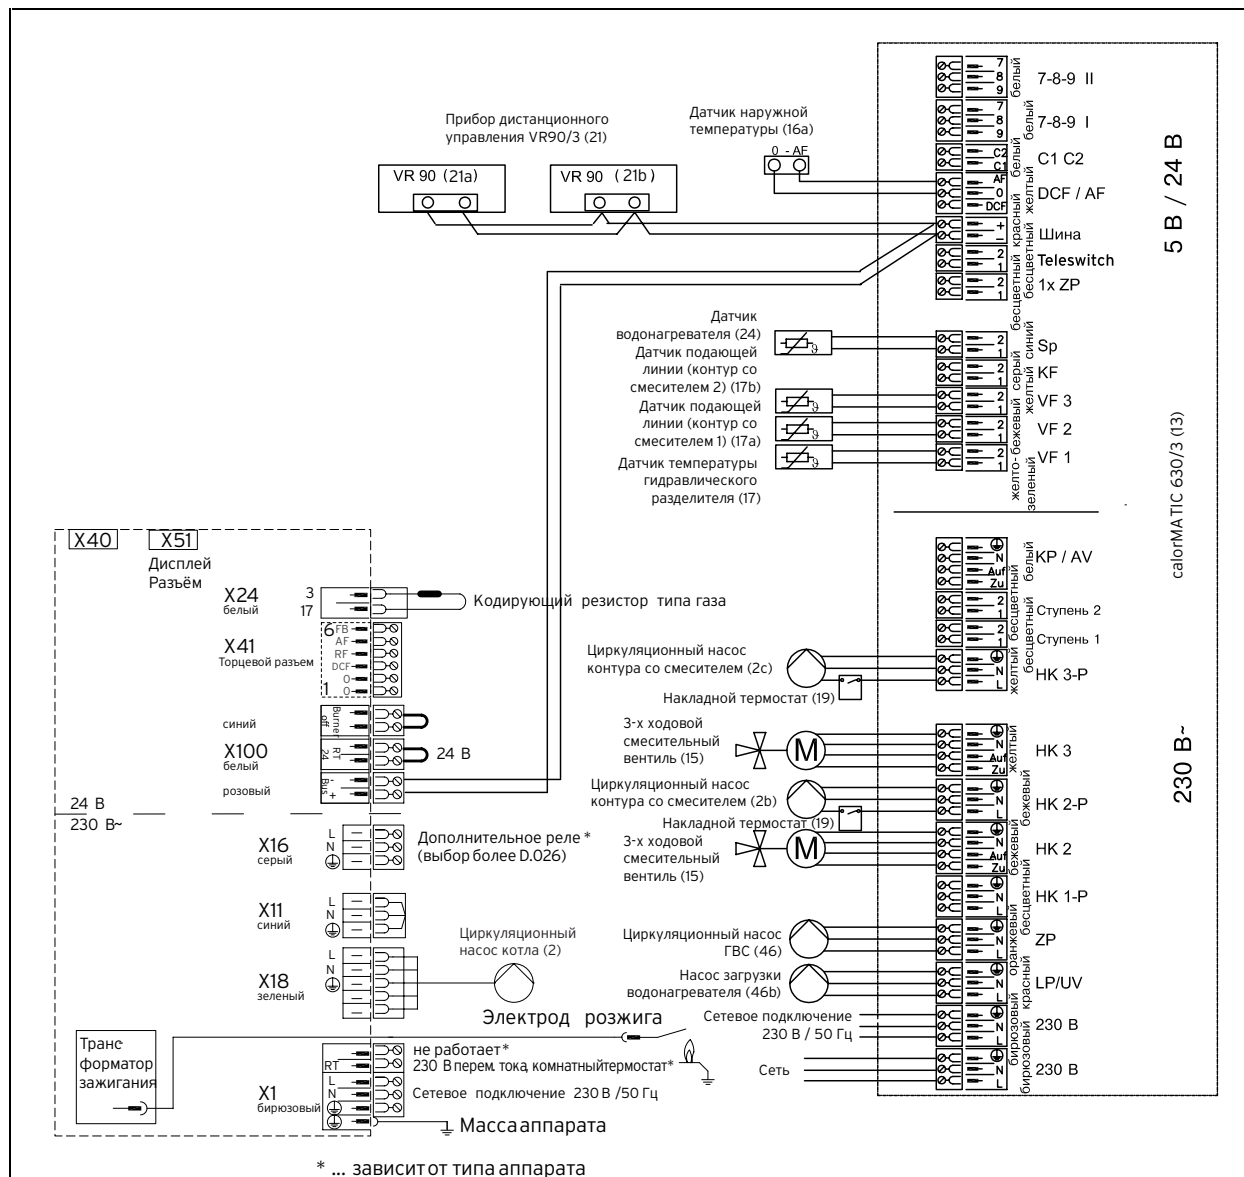 Прибор дистанционного
управления VR90/3 (21)
Датчик наружной
температуры (16a)
0 - AF
VR 90 (21a)
VR 90 (21b)
7
8
9
белый
7-8-9 II
7
8
9
белый
7-8-9 I
C2
C1
белый
C1 C2
AF
0
DCF
желтый
DCF / AF
+
–
красный
Шина
2
1
бесцветный
Teleswitch
2
1
бесцветный
1x ZP
5 В / 24 В
Датчик
водонагревателя (24)
Датчик подающей
линии (контур со
смесителем 2) (17b)
Датчик подающей
линии (контур со
смесителем 1) (17a)
Датчик температуры
гидравлического
разделителя (17)
2
1
синий
Sp
2
1
серый
KF
2
1
желтый
VF 3
2
1
бежевый
VF 2
2
1
желто-
зеленый
VF 1
calorMATIC 630/3 (13)
X40
X51
Дисплей
Разъём
X24
белый
3
17
Кодирующий резистор типа газа
X41
Торцевой разъем
6 FB
AF
RF
DCF
0
1 0
синий
Burner
off
X100
белый
RT
24
24 В
розовый
Bus
-
+
24 В
230 В~
X16
серый
L
N
Дополнительное реле *
(выбор более D.026)
X11
синий
L
N
X18
зеленый
L
N
Циркуляционный
насос котла (2)
Электрод розжига
Транс
форматор
зажигания
RT
не работает*
230 В перем. тока, комнатныйтермостат*
X1
бирюзовый
L
N
Сетевое подключение 230 В /50 Гц
Масса аппарата
* ... зависит от типа аппарата
N
Auf
Zu
белый
KP / AV
2
1
бесцветный
Ступень 2
2
1
бесцветный
Ступень 1
Циркуляционный насос
контура со смесителем (2c)
Накладной термостат (19)
N
L
желтый
HK 3-P
3-х ходовой
смесительный
вентиль (15)
M
N
Auf
Zu
желтый
HK 3
Циркуляционный насос
контура со смесителем (2b)
Накладной термостат (19)
N
L
бежевый
HK 2-P
3-х ходовой
смесительный
вентиль (15)
M
N
Auf
Zu
бежевый
HK 2
N
L
бесцветный
HK 1-P
Циркуляционный насос
ГВС (46)
N
L
оранжевый
ZP
Насос загрузки
водонагревателя (46b)
N
L
красный
LP/UV
Сетевое подключение
230 В / 50 Гц
N
L
бирюзовый
230 В
Сеть
N
L
бирюзовый
230 В
230 В~